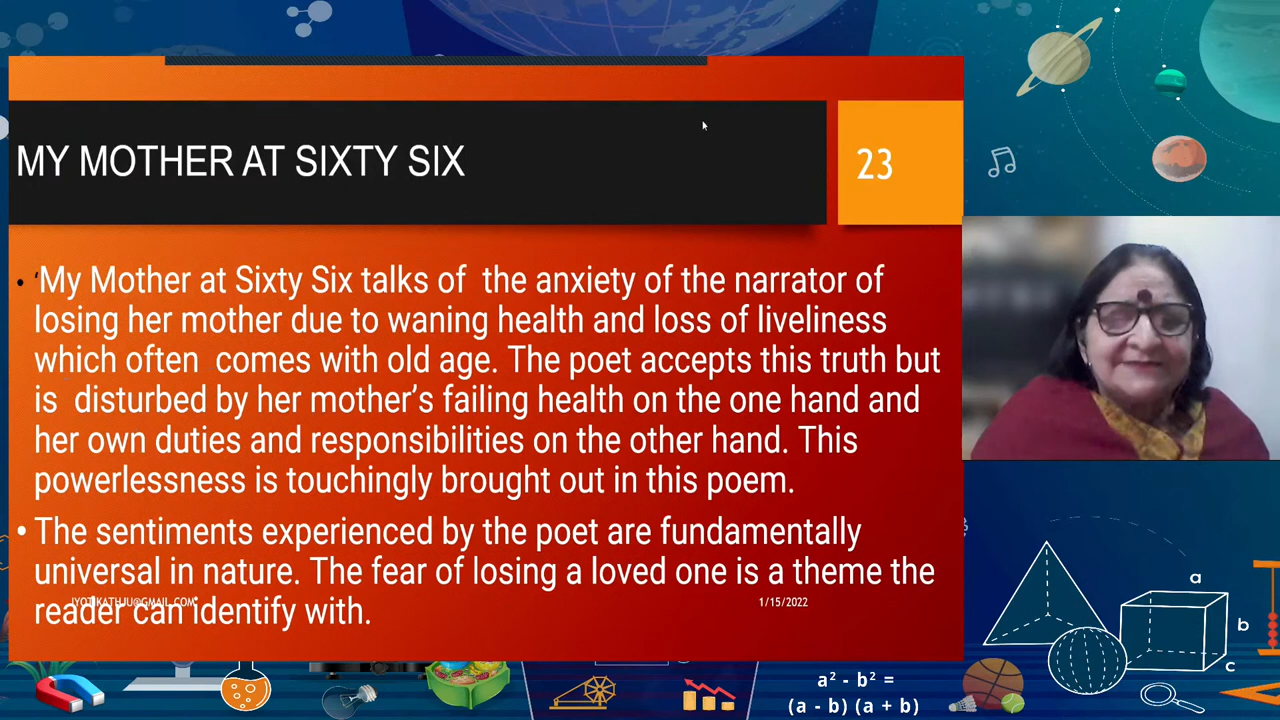 MY MOTHER AT SIXTY SIX
23
• ‘My Mother at Sixty Six talks of the anxiety of the narrator of
losing her mother due to waning health and loss of liveliness
which often comes with old age. The poet accepts this truth but
is disturbed by her mother’s failing health on the one hand and
her own duties and responsibilities on the other hand. This
powerlessness is touchingly brought out in this poem.
• The sentiments experienced by the poet are fundamentally
universal in nature. The fear of losing a loved one is a theme the
reader can identify with.
JYOTIKATHJU@GMAIL.COM
1/15/2022
a
b
c
a² - b² =
(a - b) (a + b)